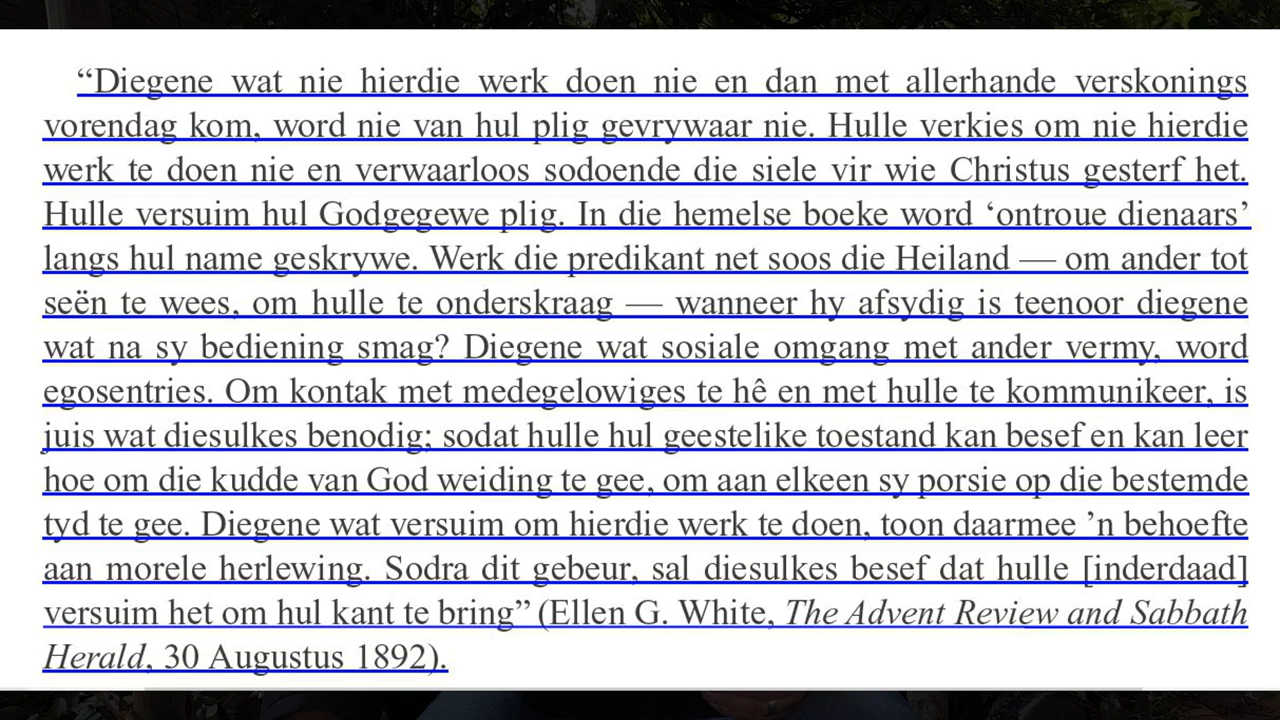 “Diegene wat nie hierdie werk doen nie en dan met allerhande verskonings
vorendag kom, word nie van hul plig gevrywaar nie. Hulle verkies om nie hierdie
werk te doen nie en verwaarloos sodoende die siele vir wie Christus gesterf het.
Hulle versuim hul Godgegewe plig. In die hemelse boeke word ‘ontroue dienaars’
langs hul name geskrywe. Werk die predikant net soos die Heiland — om ander tot
seën te wees, om hulle te onderskraag — wanneer hy afsydig is teenoor diegene
wat na sy bediening smag? Diegene wat sosiale omgang met ander vermy, word
egosentries. Om kontak met medegelowiges te hê en met hulle te kommunikeer, is
juis wat diesulkes benodig; sodat hulle hul geestelike toestand kan besef en kan leer
hoe om die kudde van God weiding te gee, om aan elkeen sy porsie op die bestemde
tyd te gee. Diegene wat versuim om hierdie werk te doen, toon daarmee ’n behoefte
aan morele herlewing. Sodra dit gebeur, sal diesulkes besef dat hulle [inderdaad]
versuim het om hul kant te bring” (Ellen G. White, The Advent Review and Sabbath
Herald, 30 Augustus 1892).